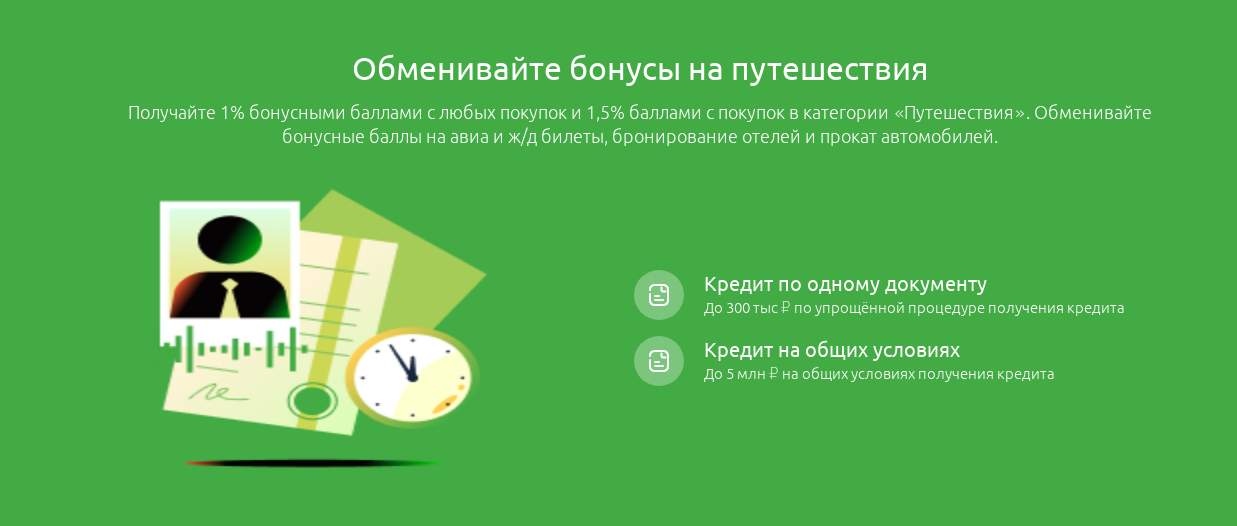 Обменивайте бонусы на путешествия
Получайте 1% бонусными баллами с любых покупок и 1,5% баллами с покупок в категории «Путешествия». Обменивайте
бонусные баллы на авиа и ж/д билеты, бронирование отелей и прокат автомобилей.
Кредит по одному документу
До 300 тыс ₽ по упрощённой процедуре получения кредита
Кредит на общих условиях
До 5 млн ₽ на общих условиях получения кредита